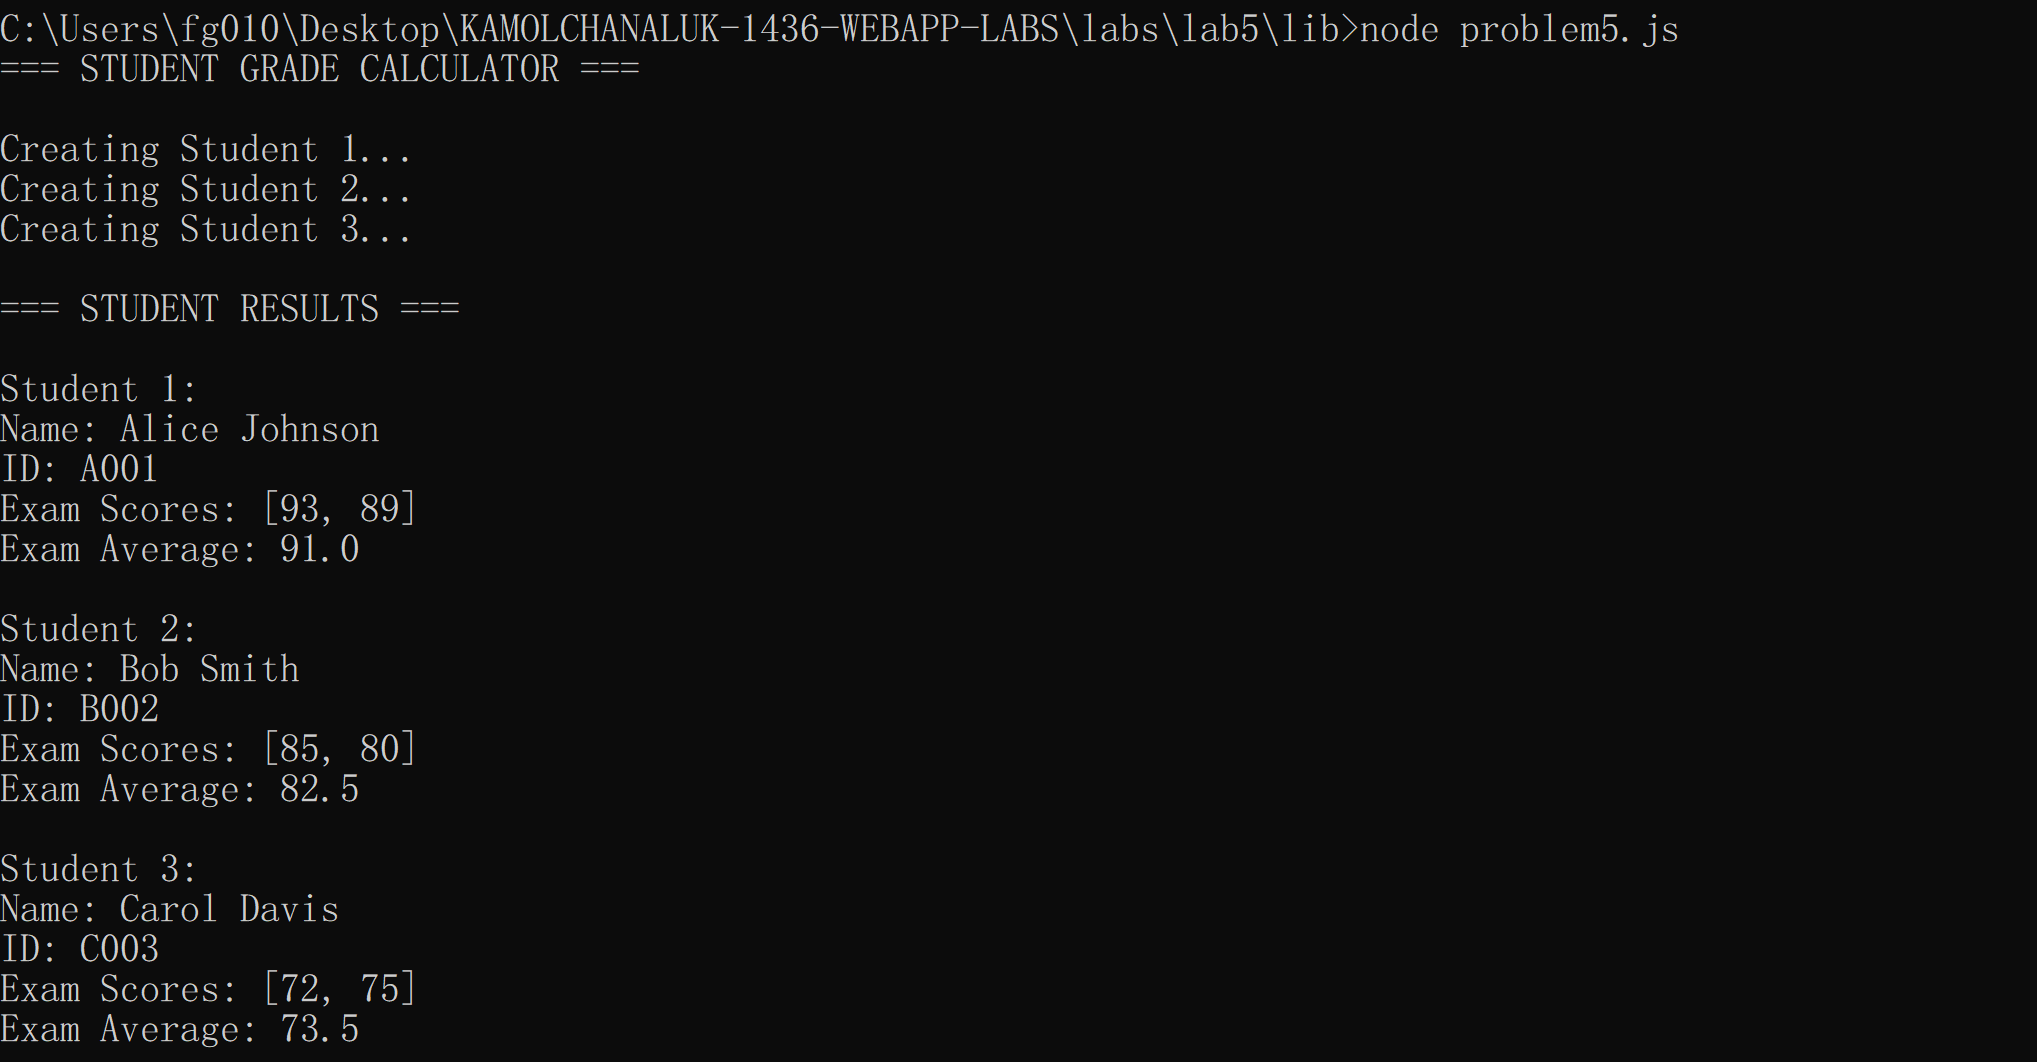 C:\Users\fg010\Desktop\KAMOLCHANALUK-1436-WEBAPP-LABS\labs\lab5\lib>node problem5.js
=== STUDENT GRADE CALCULATOR ===
Creating Student 1...
Creating Student 2...
Creating Student 3...
=== STUDENT RESULTS ===
Student 1:
Name: Alice Johnson
ID: A001
Exam Scores: [93, 89]
Exam Average: 91.0
Student 2:
Name: Bob Smith
ID: B002
Exam Scores: [85, 80]
Exam Average: 82.5
Student 3:
Name: Carol Davis
ID: C003
Exam Scores: [72, 75]
Exam Average: 73.5